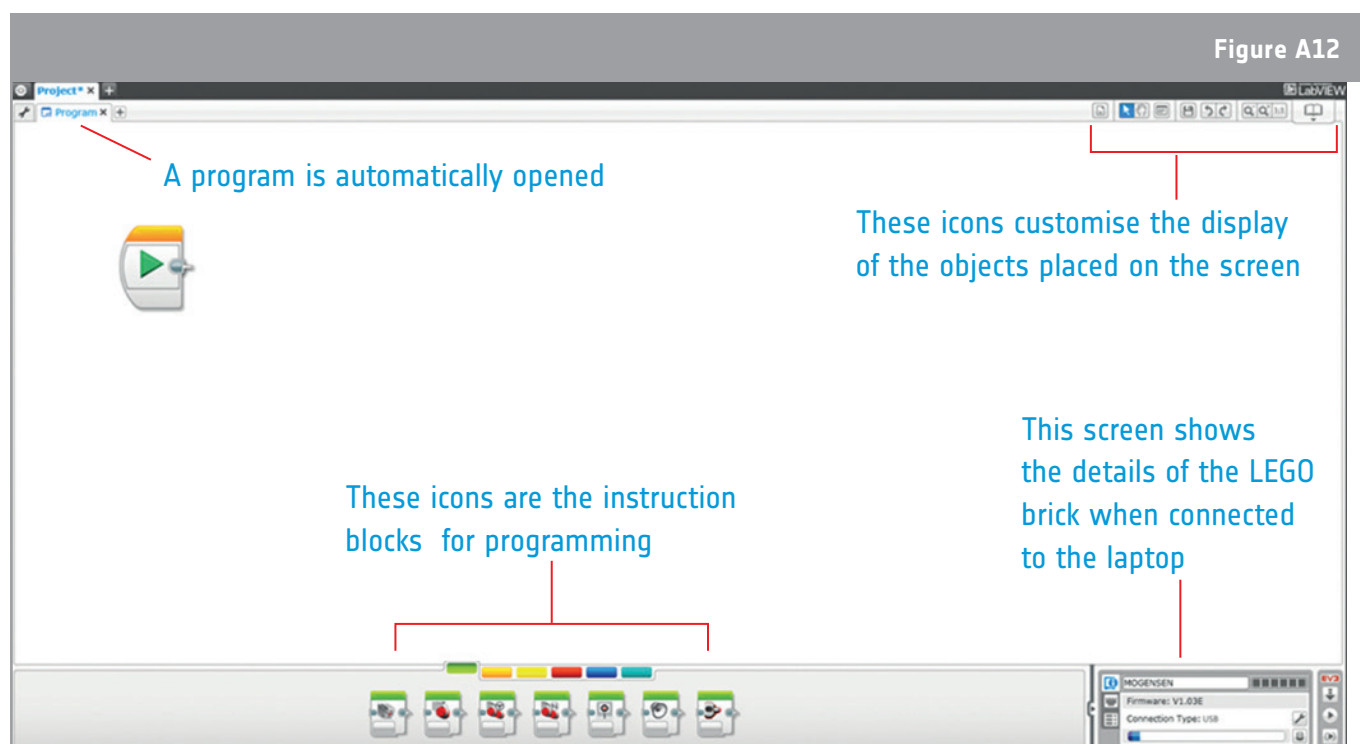 Figure A12
Project*
LabVIEW
Program
A program is automatically opened
These icons customise the display
of the objects placed on the screen
This screen shows
the details of the LEGO
brick when connected
to the laptop
These icons are the instruction
blocks for programming
MOGENSEN
EV3
Firmware: V1.03E
Connection Type: USB